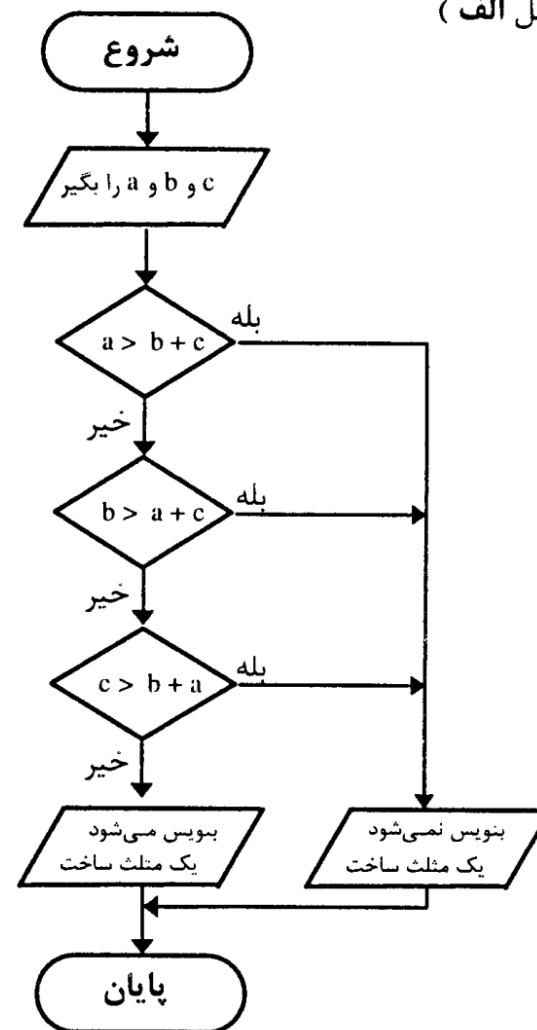 ل الف )
شروع
c و b و a را بگیر
a > b + c
بله
خیر
b > a + c
بله
خیر
c > b + a
بله
خیر
بنویس می‌شود
یک مثلث ساخت
بنویس نمی‌شود
یک مثلث ساخت
پایان